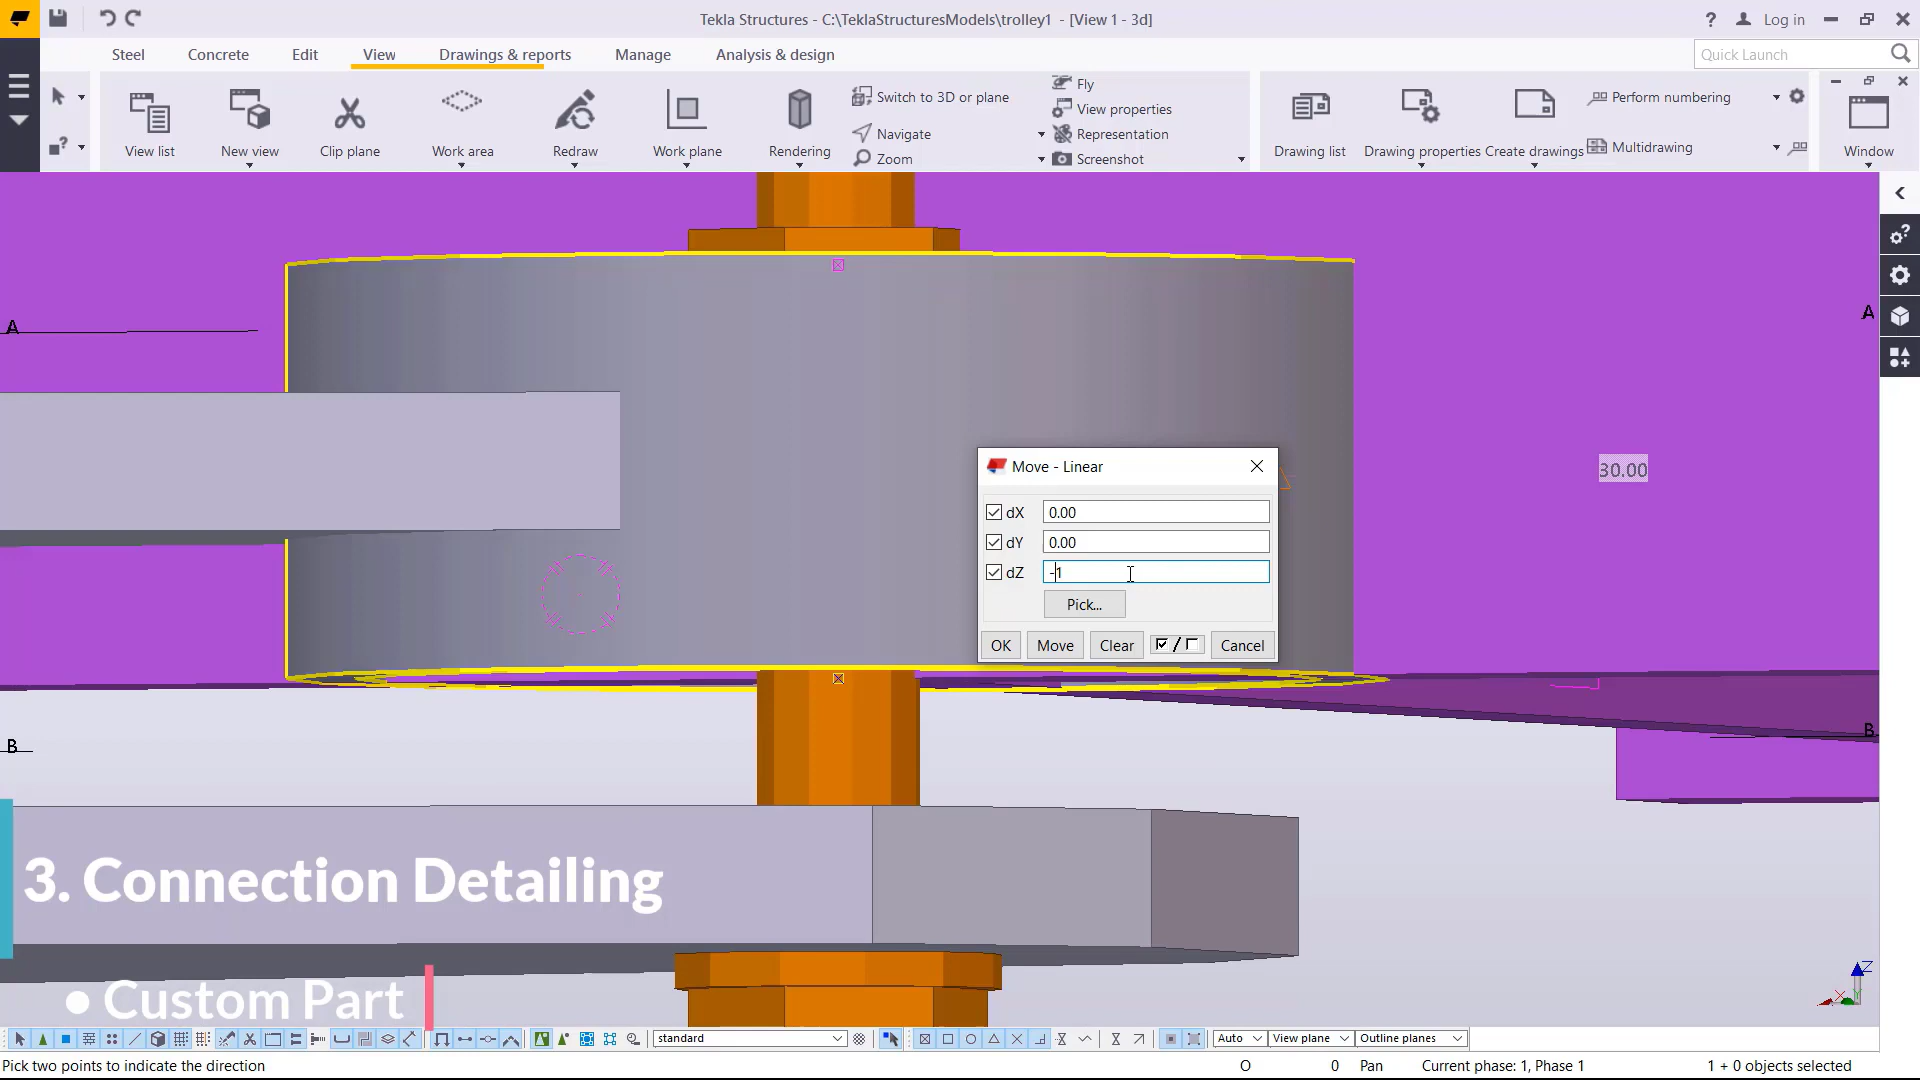 Tekla Structures - C:\TeklaStructuresModels\trolley1 - [View 1 - 3d]
? Log in
Steel Concrete Edit View Drawings & reports Manage Analysis & design
Quick Launch
View list
New view
Clip plane
Work area
Redraw
Work plane
Rendering
Switch to 3D or plane
Navigate
Zoom
Fly
View properties
Representation
Screenshot
Drawing list
Drawing properties
Create drawings
Perform numbering
Multidrawing
Window
A
A
30.00
Move - Linear
dX 0.00
dY 0.00
dZ -1
Pick...
OK Move Clear / Cancel
B
B
3. Connection Detailing
• Custom Part
Z
X
Y
standard
Auto
View plane
Outline planes
Pick two points to indicate the direction
O 0 Pan Current phase: 1, Phase 1 1 + 0 objects selected